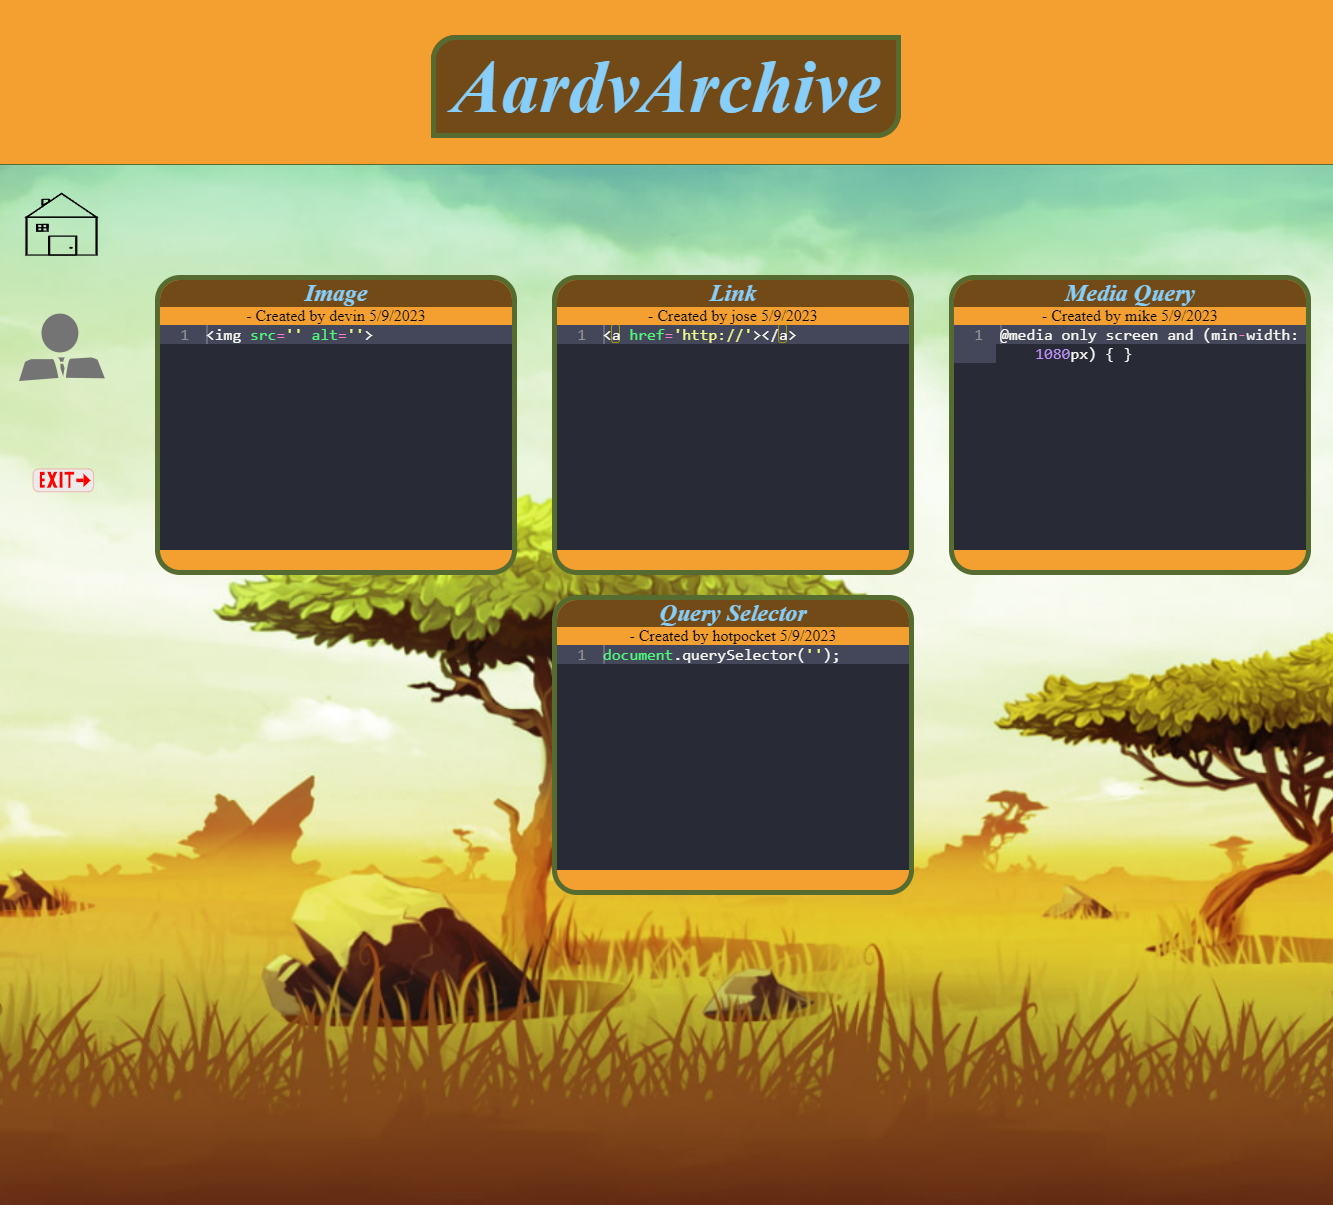 AardvArchive
EXIT
Image
- Created by devin 5/9/2023
1 <img src='' alt=''>
Link
- Created by jose 5/9/2023
1 <a href='http://'></a>
Media Query
- Created by mike 5/9/2023
1 @media only screen and (min-width:
1080px) { }
Query Selector
- Created by hotpocket 5/9/2023
1 document.querySelector('');